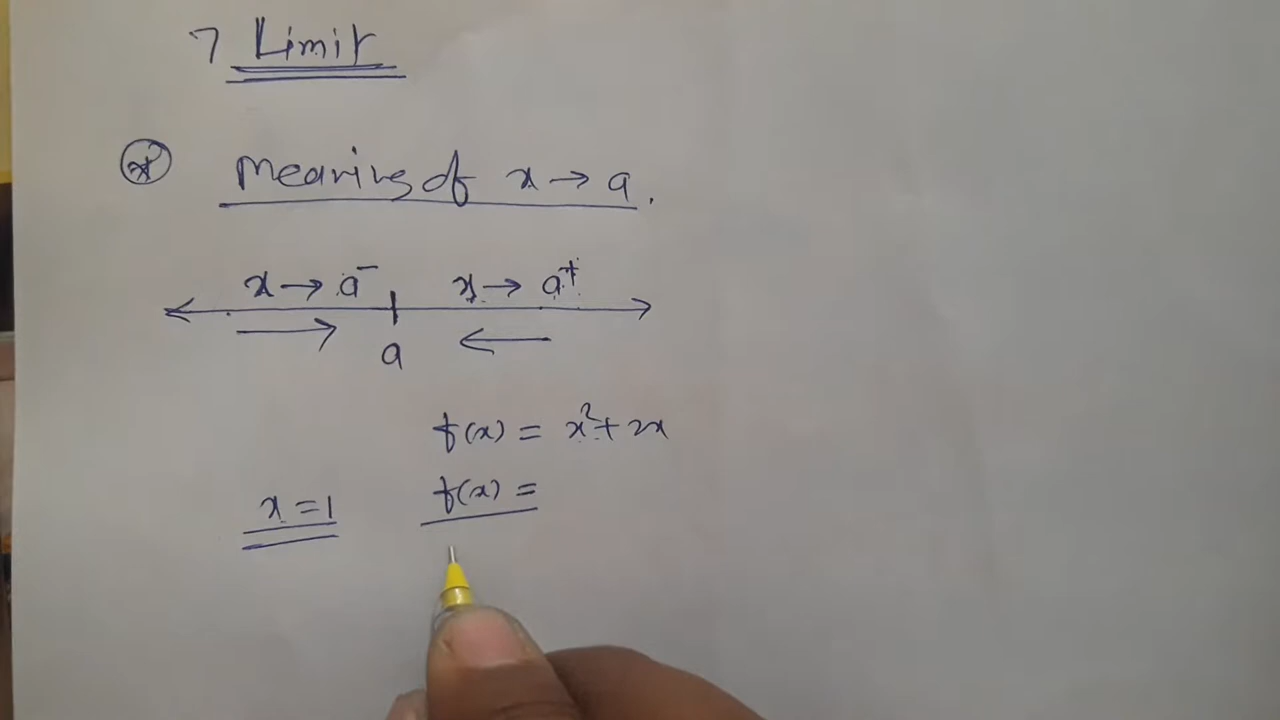 7 Limit
* Meaning of x → a.
x → a⁻ x → a⁺
a
f(x) = x² + 2x
f(x) =
x = 1